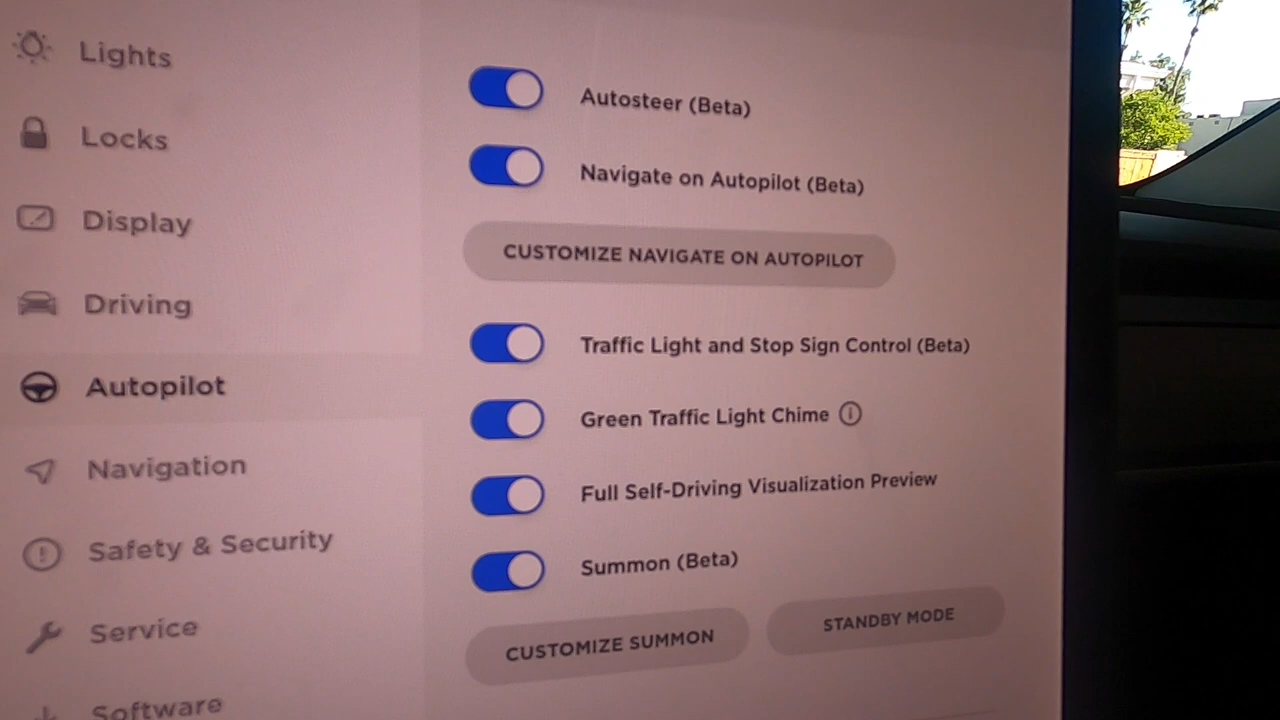 Lights
Locks
Display
Driving
Autopilot
Navigation
Safety & Security
Service
Software
Autosteer (Beta)
Navigate on Autopilot (Beta)
CUSTOMIZE NAVIGATE ON AUTOPILOT
Traffic Light and Stop Sign Control (Beta)
Green Traffic Light Chime
Full Self-Driving Visualization Preview
Summon (Beta)
CUSTOMIZE SUMMON
STANDBY MODE